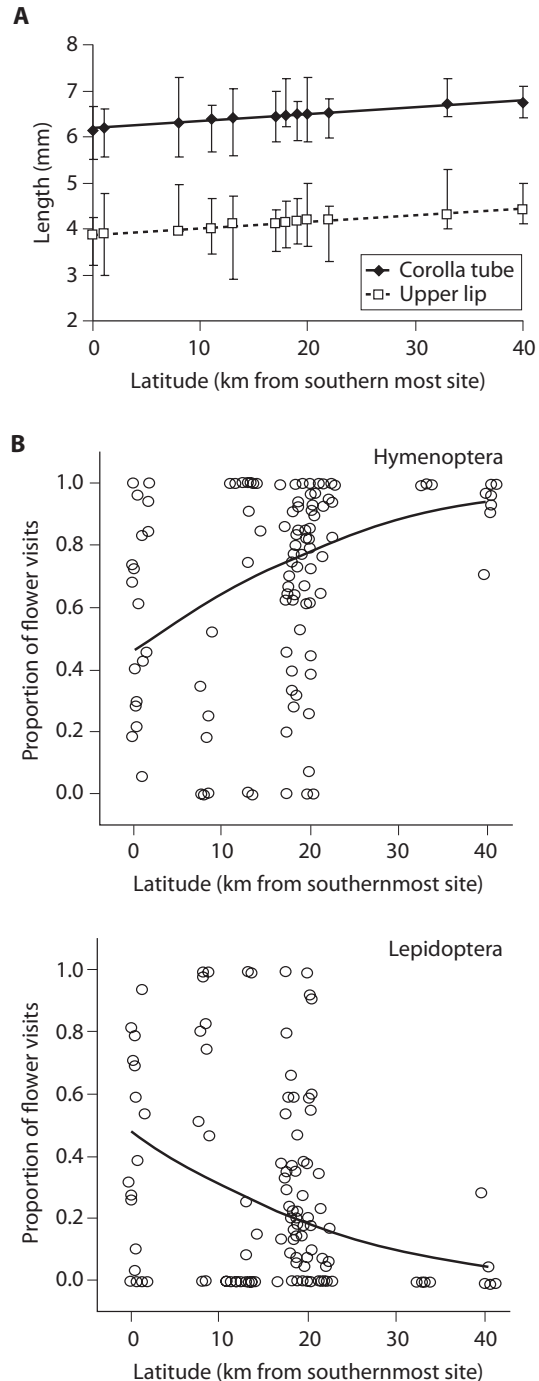 A
8
7
6
5
4
3
2
Length (mm)
Corolla tube
Upper lip
0 10 20 30 40
Latitude (km from southern most site)
B
Hymenoptera
1.0
0.8
0.6
0.4
0.2
0.0
Proportion of flower visits
0 10 20 30 40
Latitude (km from southernmost site)
Lepidoptera
1.0
0.8
0.6
0.4
0.2
0.0
Proportion of flower visits
0 10 20 30 40
Latitude (km from southernmost site)